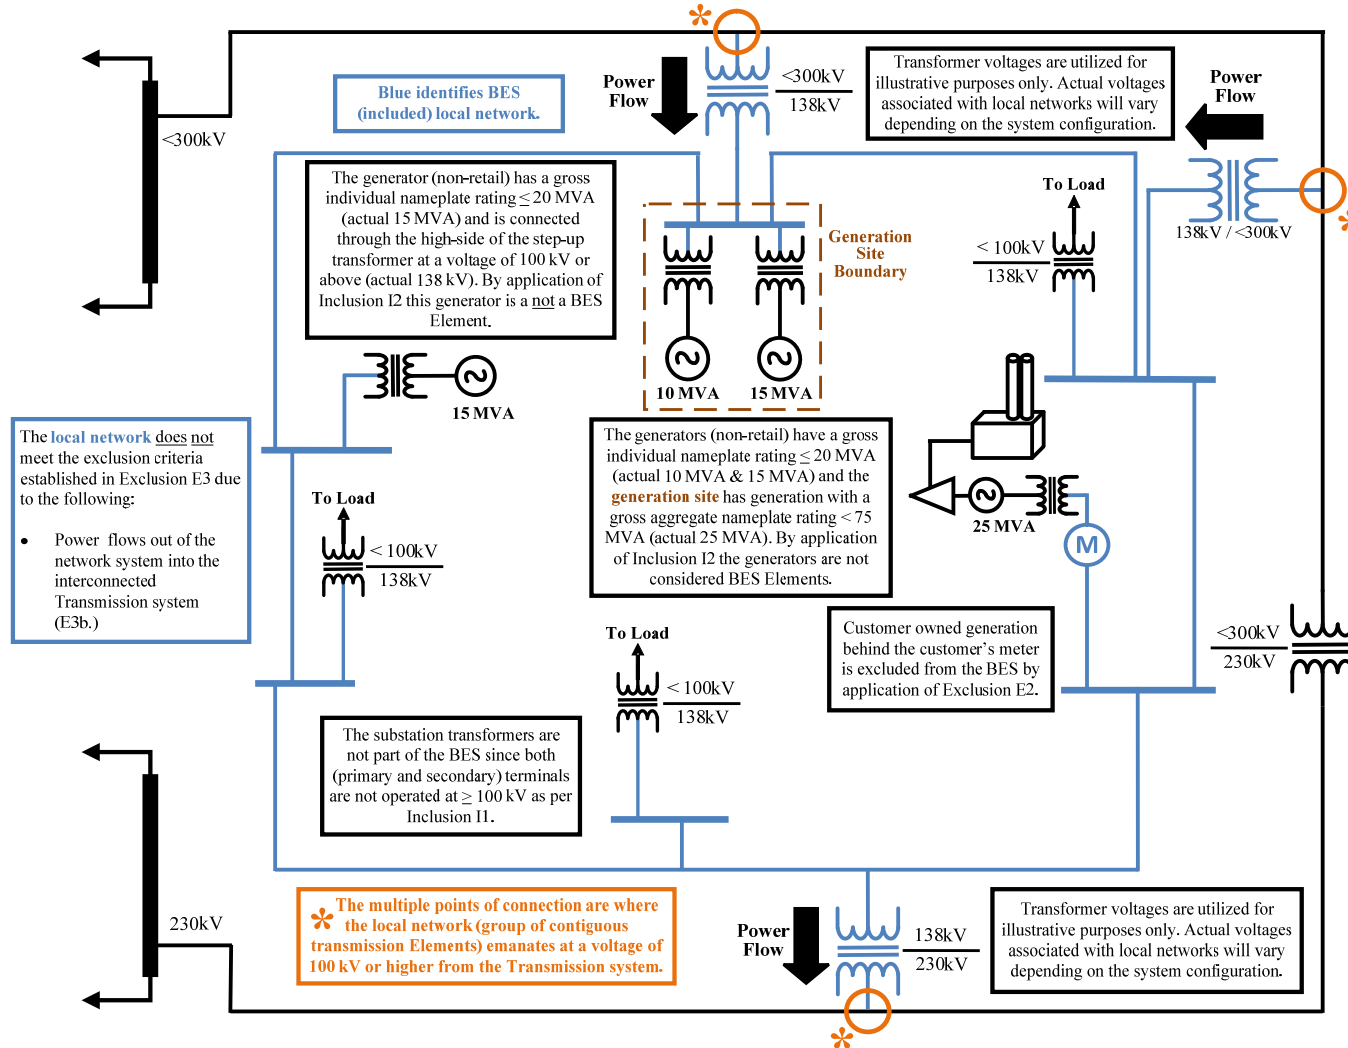 *
Power
Flow
<300kV
138kV
Transformer voltages are utilized for
illustrative purposes only. Actual voltages
associated with local networks will vary
depending on the system configuration.
Power
Flow
Blue identifies BES
(included) local network.
<300kV
The generator (non-retail) has a gross
individual nameplate rating ≤ 20 MVA
(actual 15 MVA) and is connected
through the high-side of the step-up
transformer at a voltage of 100 kV or
above (actual 138 kV). By application of
Inclusion I2 this generator is a not a BES
Element.
Generation
Site
Boundary
To Load
< 100kV
138kV
138kV / <300kV
*
15 MVA
10 MVA
15 MVA
The local network does not
meet the exclusion criteria
established in Exclusion E3 due
to the following:
• Power flows out of the
network system into the
interconnected
Transmission system
(E3b.)
The generators (non-retail) have a gross
individual nameplate rating ≤ 20 MVA
(actual 10 MVA & 15 MVA) and the
generation site has generation with a
gross aggregate nameplate rating < 75
MVA (actual 25 MVA). By application
of Inclusion I2 the generators are not
considered BES Elements.
25 MVA
M
To Load
< 100kV
138kV
To Load
< 100kV
138kV
Customer owned generation
behind the customer's meter
is excluded from the BES by
application of Exclusion E2.
<300kV
230kV
The substation transformers are
not part of the BES since both
(primary and secondary) terminals
are not operated at ≥ 100 kV as per
Inclusion I1.
230kV
* The multiple points of connection are where
the local network (group of contiguous
transmission Elements) emanates at a voltage of
100 kV or higher from the Transmission system.
Power
Flow
138kV
230kV
Transformer voltages are utilized for
illustrative purposes only. Actual voltages
associated with local networks will vary
depending on the system configuration.
*